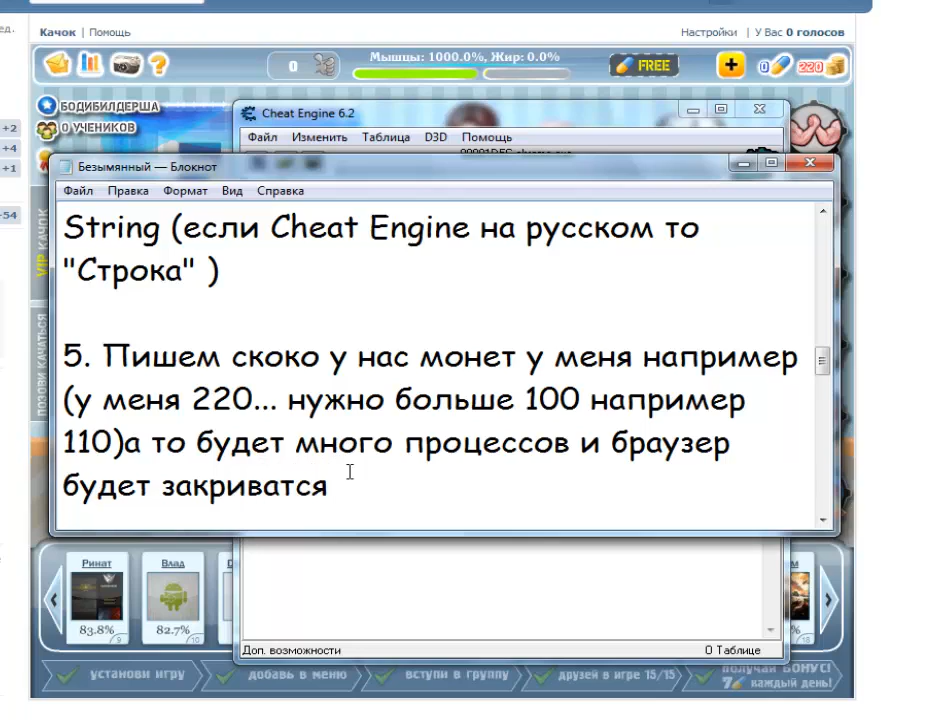 ед.
Качок | Помощь
Настройки | У Вас 0 голосов
0
Мышцы: 1000.0%, Жир: 0.0%
FREE
+
0
220
БОДИБИЛДЕРША
0 УЧЕНИКОВ
+2
+4
+1
-54
Cheat Engine 6.2
Файл Изменить Таблица D3D Помощь
Безымянный — Блокнот
Файл Правка Формат Вид Справка
String (если Cheat Engine на русском то
"Строка" )
5. Пишем скоко у нас монет у меня например
(у меня 220... нужно больше 100 например
110)а то будет много процессов и браузер
будет закриватся
VIP КАЧОК
ПОЗОВИ КАЧАТЬСЯ
Ринат
83.8%
9
Влад
82.7%
10
Доп. возможности
0 Таблице
установи игру
добавь в меню
вступи в группу
друзей в игре 15/15
получай БОНУС!
7 каждый день!